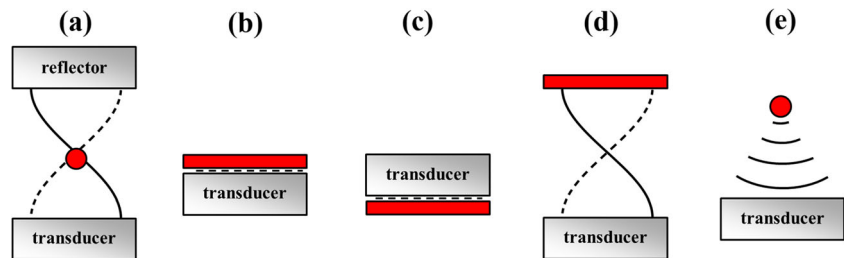 (a)
(b)
(c)
(d)
(e)
reflector
transducer
transducer
transducer
transducer
transducer